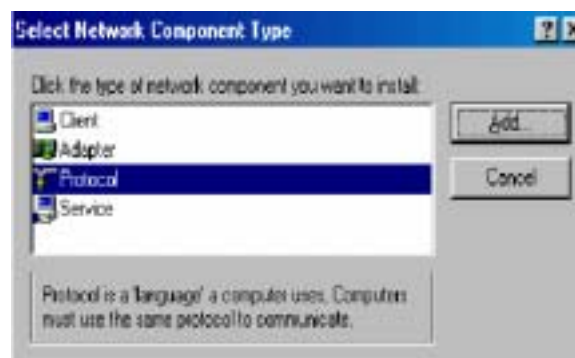 Select Network Component Type
Click the type of network component you want to install:
Client
Adapter
Protocol
Service
Add...
Cancel
Protocol is a 'language' a computer uses. Computers
must use the same protocol to communicate.